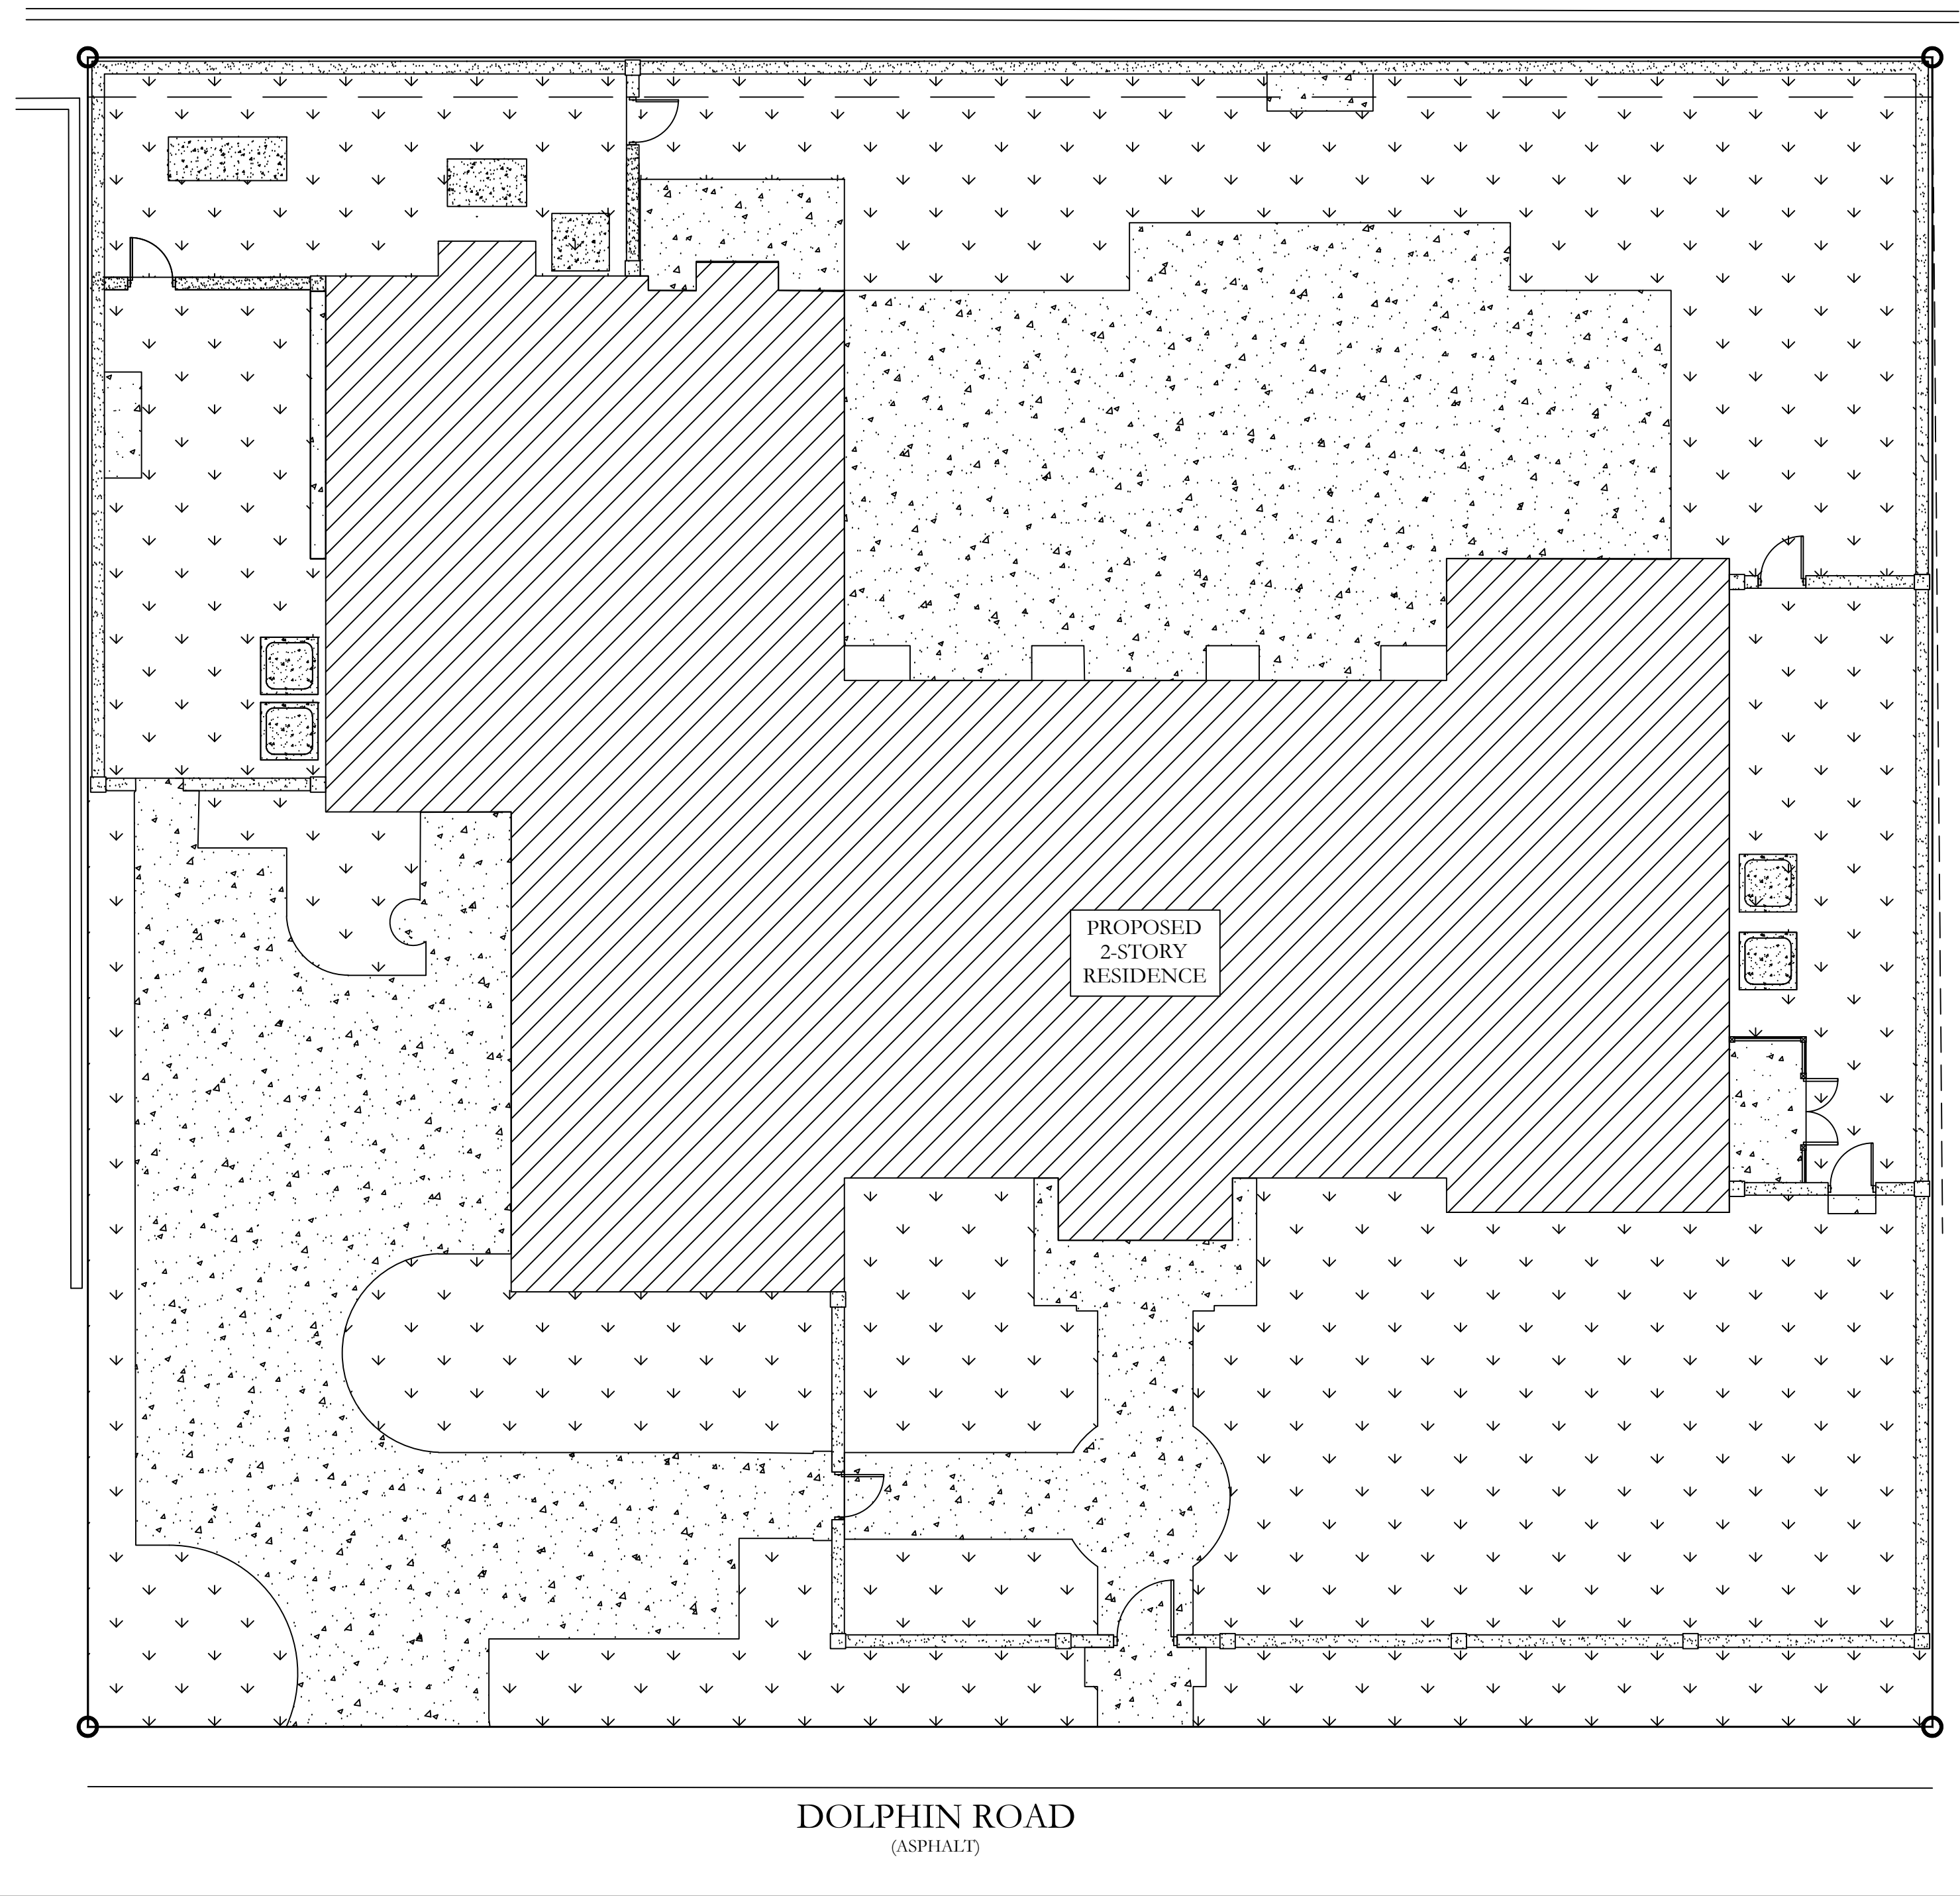 PROPOSED
2-STORY
RESIDENCE
DOLPHIN ROAD
(ASPHALT)